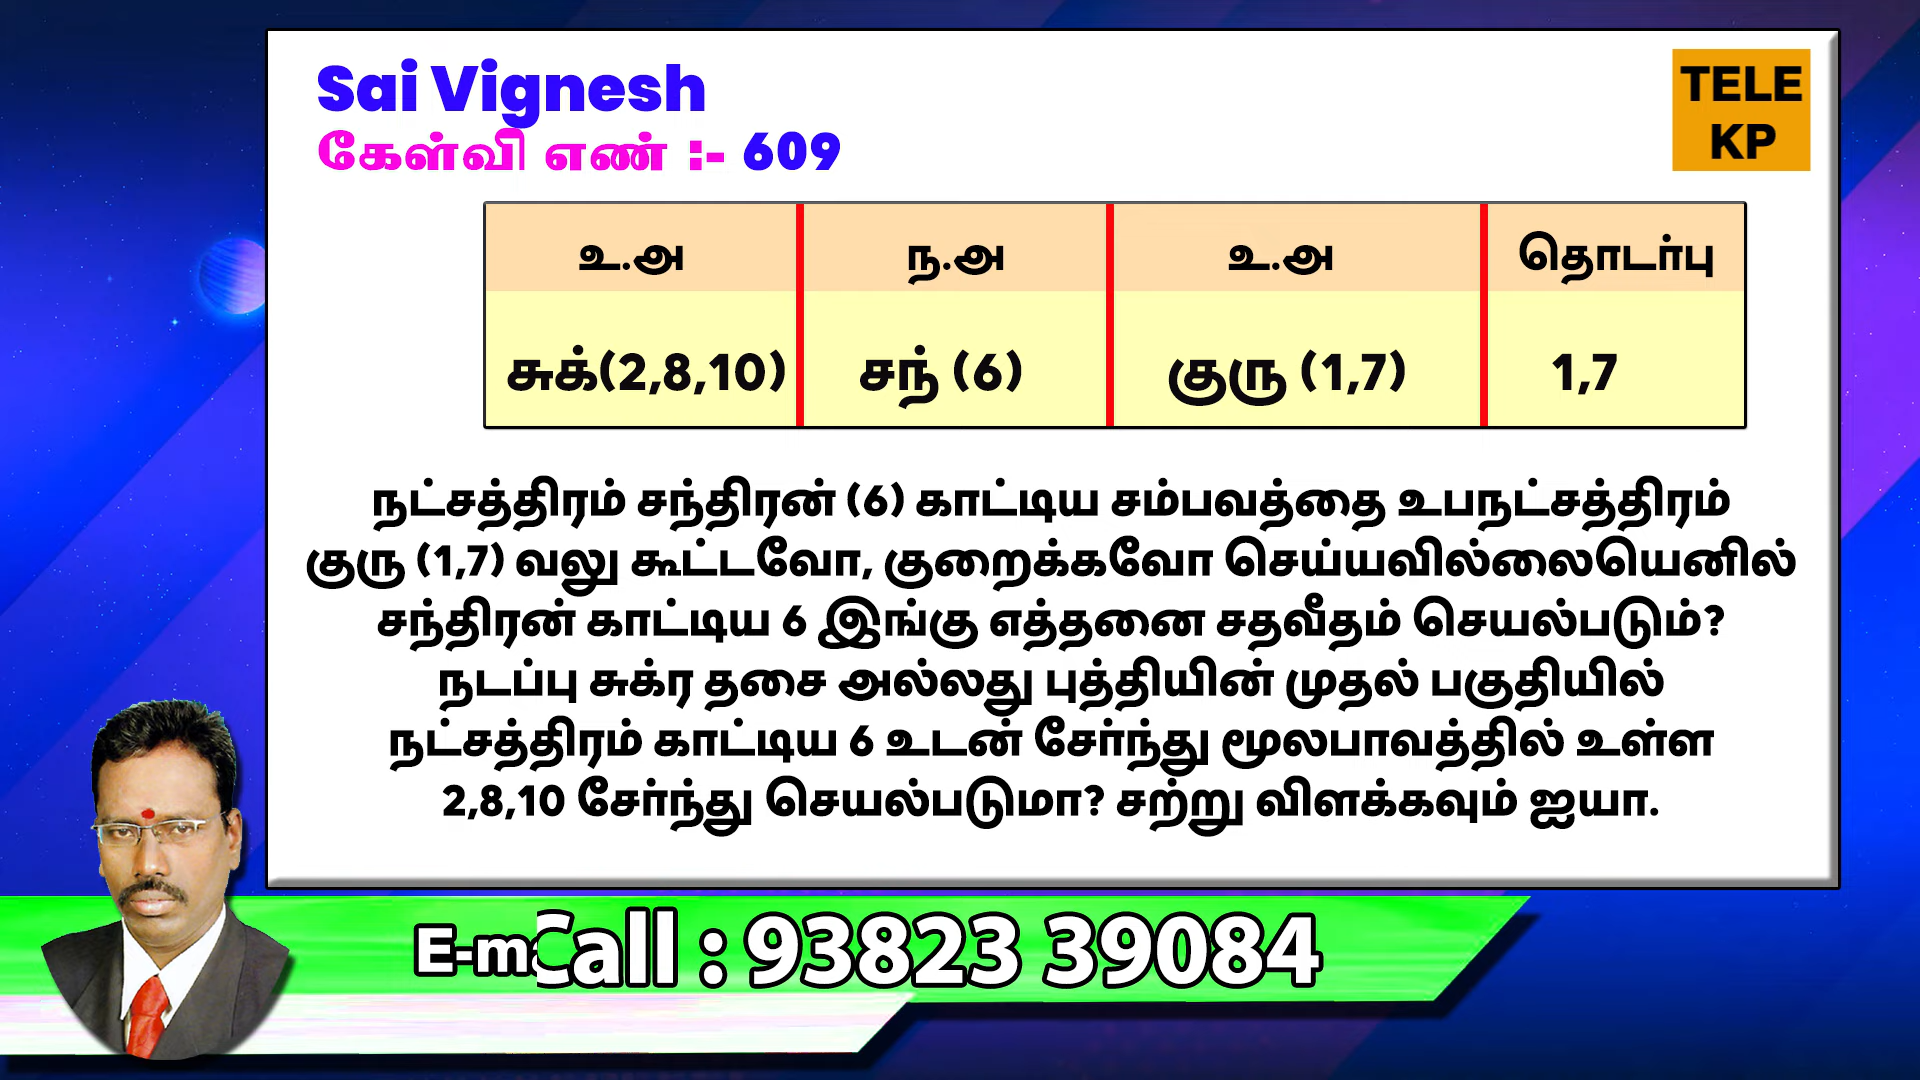 Sai Vignesh
கேள்வி எண் :- 609
TELE
KP
உ.அ ந.அ உ.அ தொடர்பு
சுக்(2,8,10) சந் (6) குரு (1,7) 1,7
நட்சத்திரம் சந்திரன் (6) காட்டிய சம்பவத்தை உபநட்சத்திரம்
குரு (1,7) வலு கூட்டவோ, குறைக்கவோ செய்யவில்லையெனில்
சந்திரன் காட்டிய 6 இங்கு எத்தனை சதவீதம் செயல்படும்?
நடப்பு சுக்ர தசை அல்லது புத்தியின் முதல் பகுதியில்
நட்சத்திரம் காட்டிய 6 உடன் சேர்ந்து மூலபாவத்தில் உள்ள
2,8,10 சேர்ந்து செயல்படுமா? சற்று விளக்கவும் ஐயா.
Call : 93823 39084